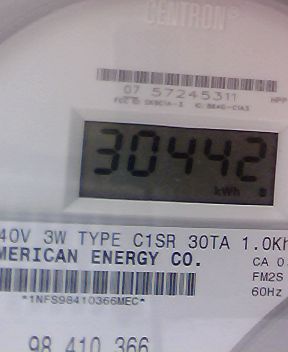 CENTRON®
07 57245311
30442
kWh
40V 3W TYPE C1SR 30TA 1.0Kh
MERICAN ENERGY CO.
CA 0.
FM2S
*1NFS98410366MEC*
60Hz
98 410 366